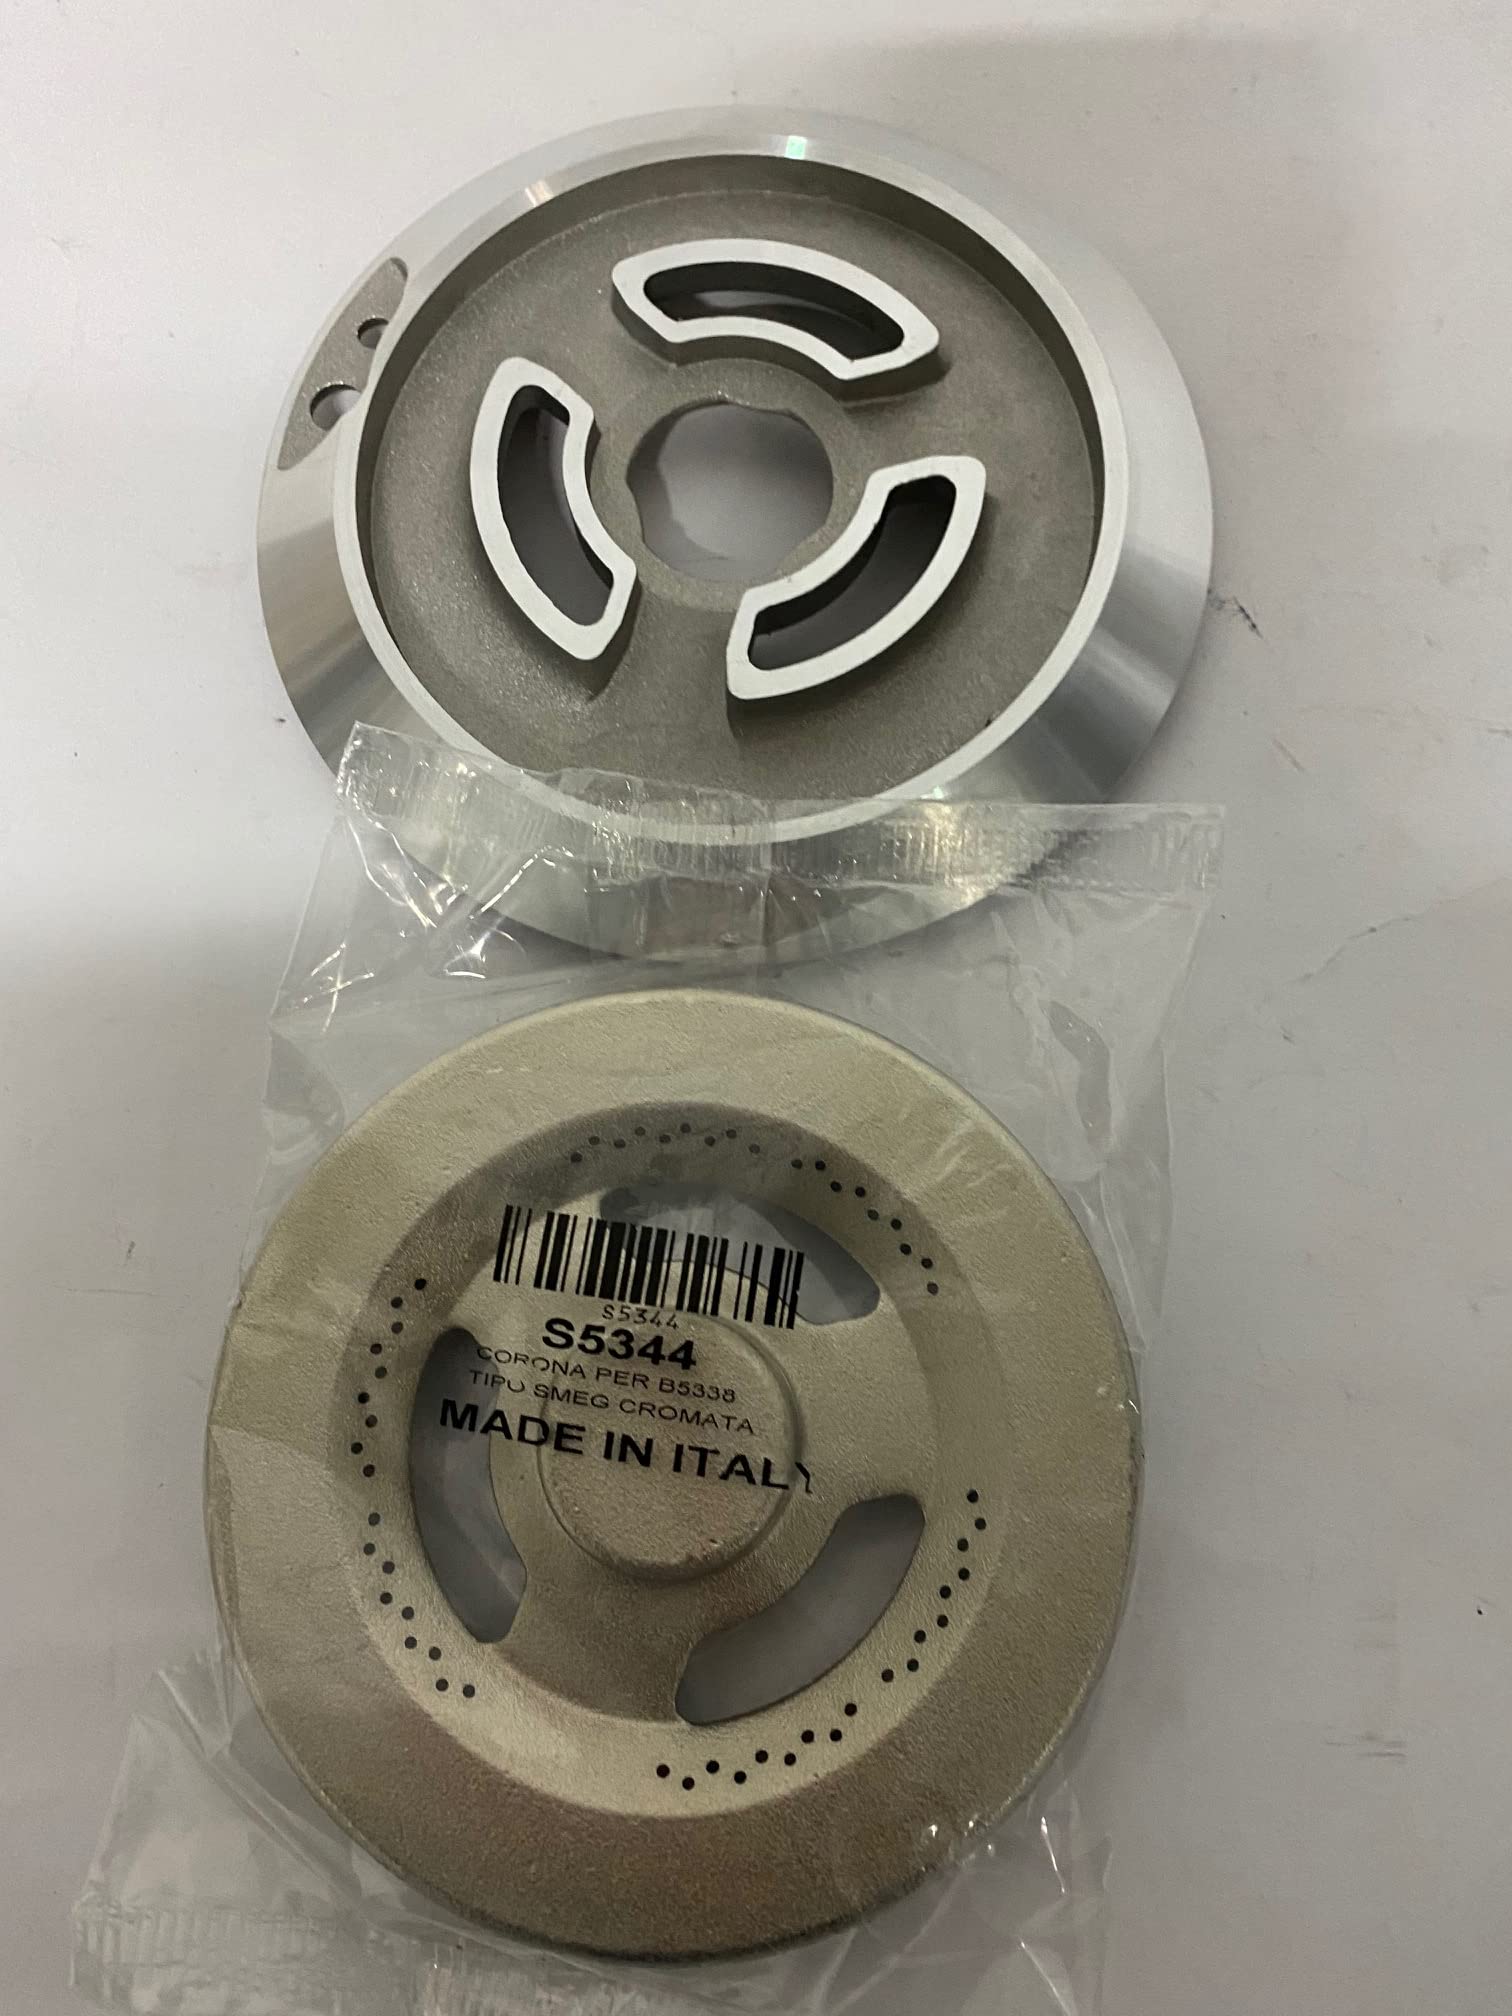 S5344
S5344
CORONA PER B5338
TIPO SMEG CROMATA
MADE IN ITALY